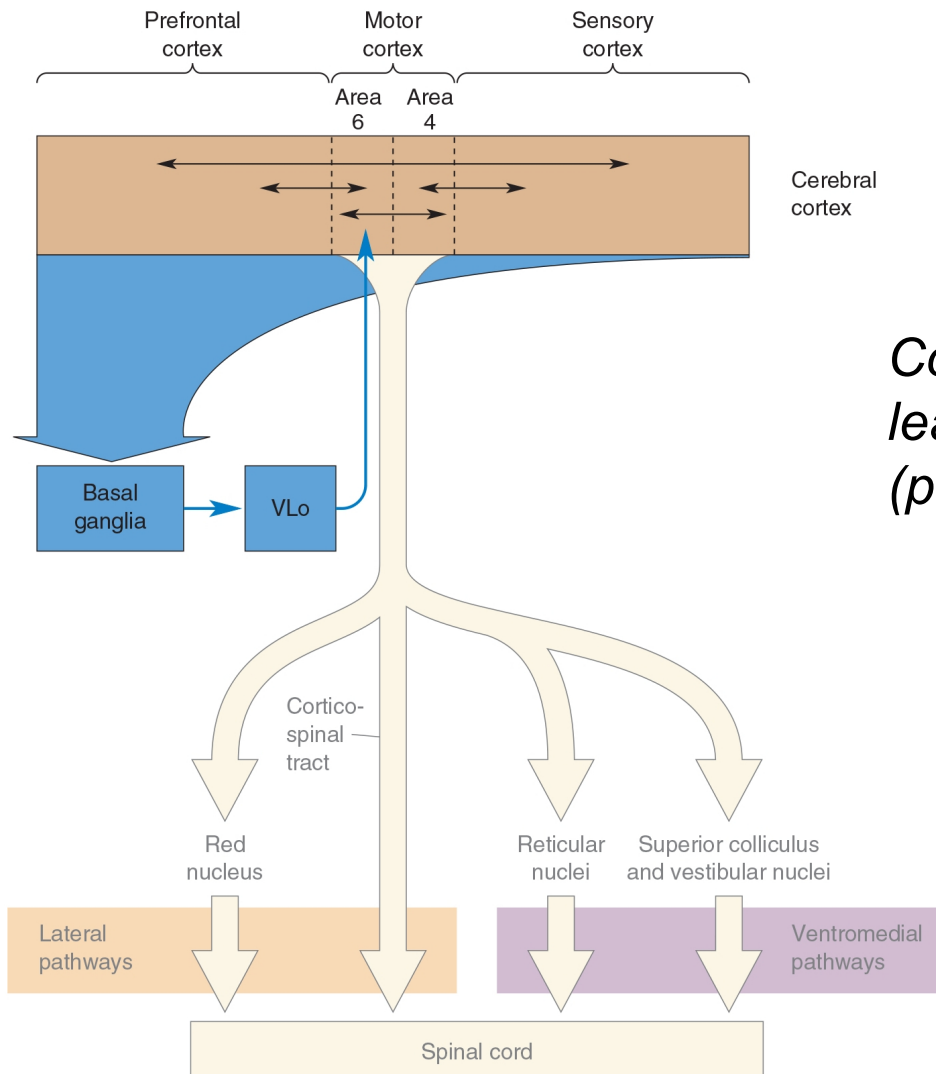 Prefrontal
cortex
Motor
cortex
Sensory
cortex
Area
6
Area
4
Cerebral
cortex
Basal
ganglia
VLo
Cortico-
spinal
tract
Red
nucleus
Reticular
nuclei
Superior colliculus
and vestibular nuclei
Lateral
pathways
Ventromedial
pathways
Spinal cord